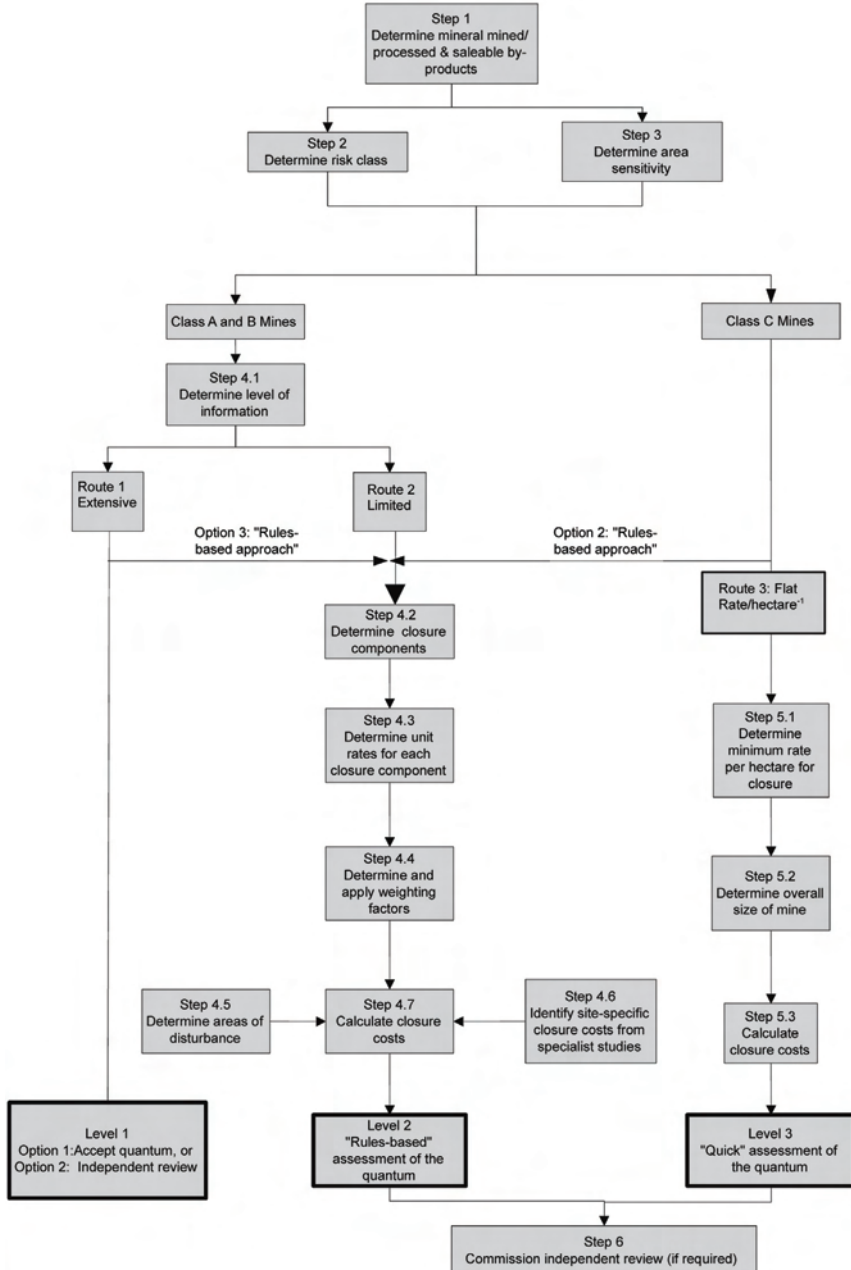 Step 1
Determine mineral mined/
processed & saleable by-
products
Step 2
Determine risk class
Step 3
Determine area
sensitivity
Class A and B Mines
Class C Mines
Step 4.1
Determine level of
information
Route 1
Extensive
Route 2
Limited
Option 3: "Rules-
based approach"
Option 2: "Rules-
based approach"
Route 3: Flat
Rate/hectare⁻¹
Step 4.2
Determine closure
components
Step 4.3
Determine unit
rates for each
closure component
Step 5.1
Determine
minimum rate
per hectare for
closure
Step 4.4
Determine and
apply weighting
factors
Step 5.2
Determine overall
size of mine
Step 4.5
Determine areas of
disturbance
Step 4.7
Calculate closure
costs
Step 4.6
Identify site-specific
closure costs from
specialist studies
Step 5.3
Calculate
closure costs
Level 1
Option 1:Accept quantum, or
Option 2: Independent review
Level 2
"Rules-based"
assessment of the
quantum
Level 3
"Quick" assessment of
the quantum
Step 6
Commission independent review (if required)